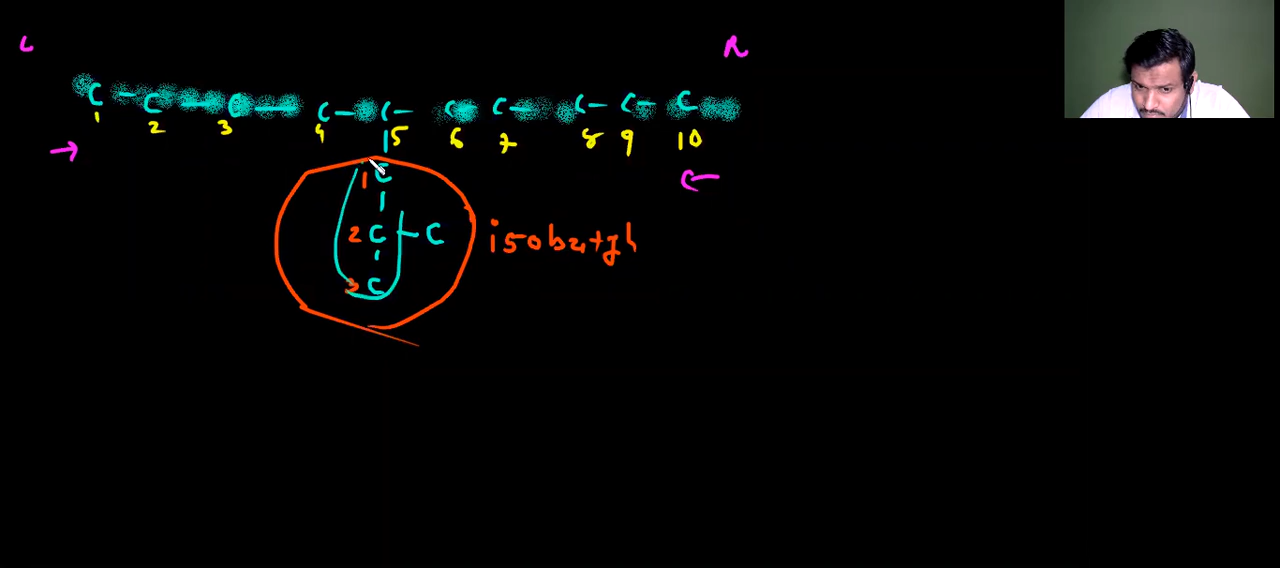 L R
C - C - C - C - C - C C - C - C - C
1 2 3 4 5 6 7 8 9 10
1 C
2 C - C
3 C
isobutyl